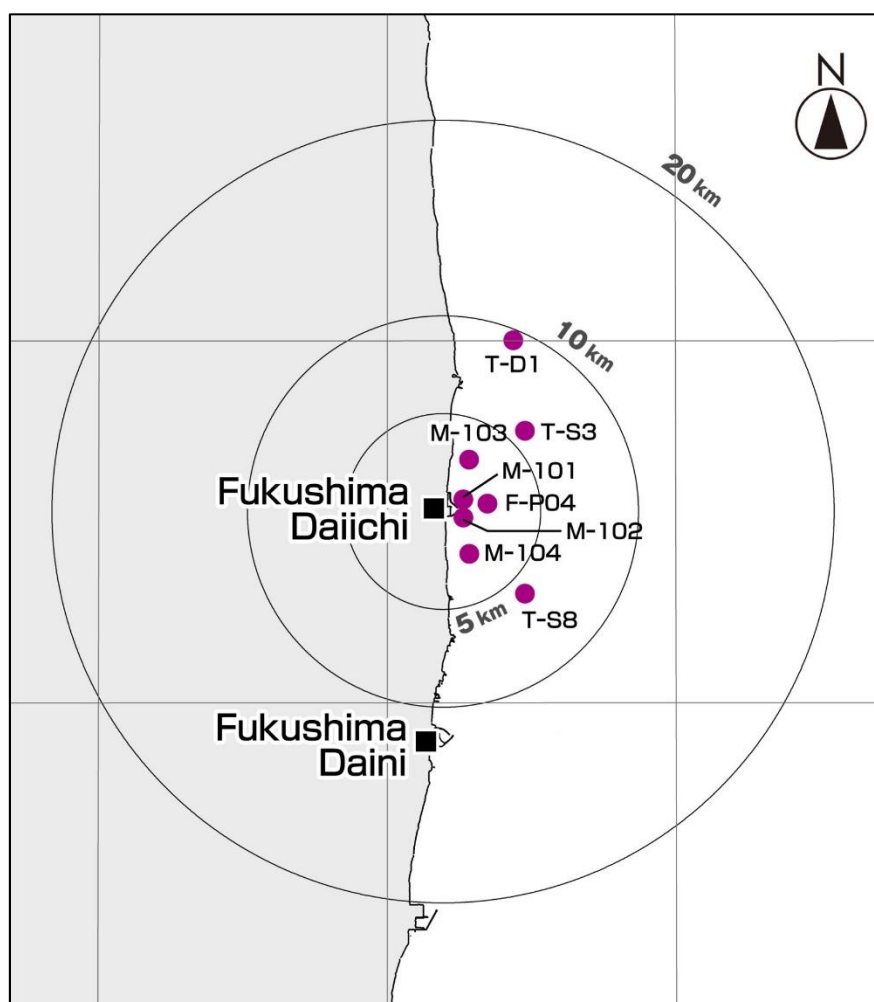 N
20 km
10 km
T-D1
M-103
T-S3
M-101
Fukushima
Daiichi
F-P04
M-102
M-104
5 km
T-S8
Fukushima
Daini